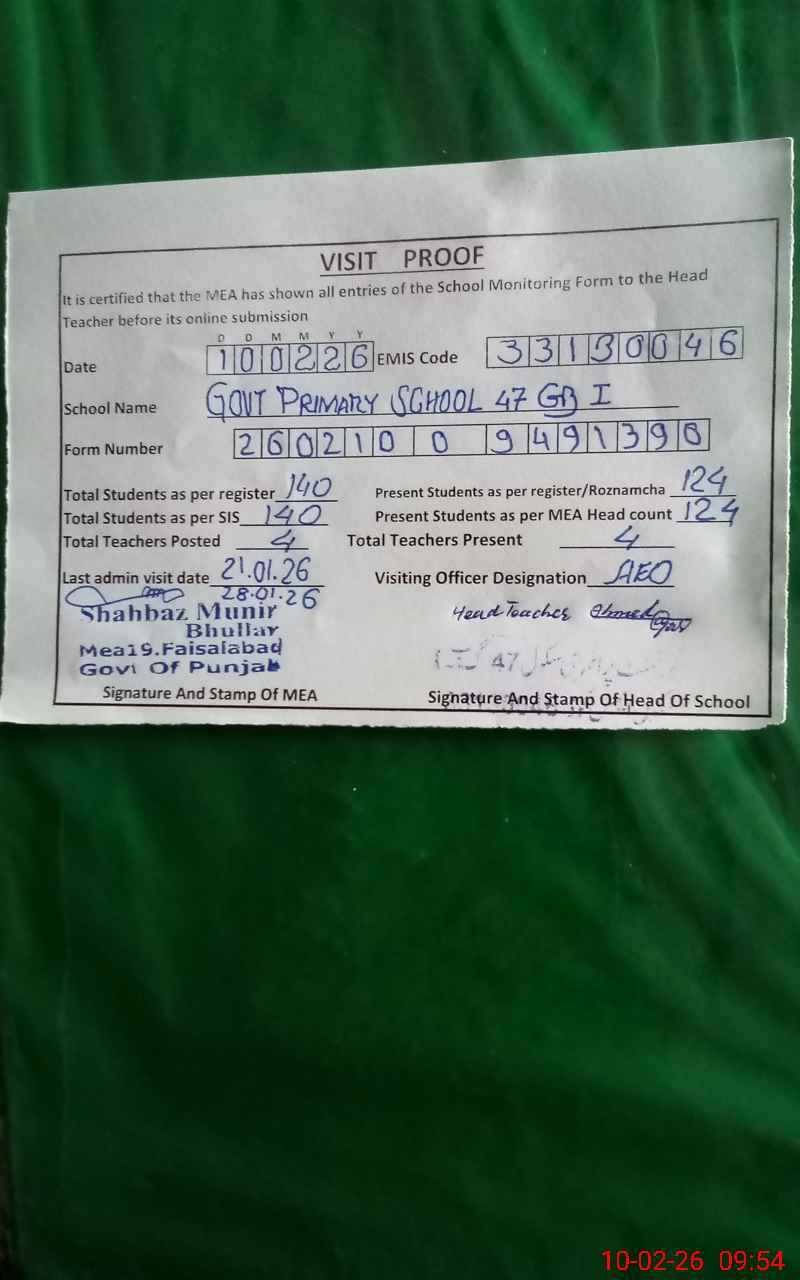 VISIT PROOF
It is certified that the MEA has shown all entries of the School Monitoring Form to the Head
Teacher before its online submission
D D M M Y Y
Date 100226 EMIS Code 33130046
School Name GOVT PRIMARY SCHOOL 47 GB I
Form Number 26021009491398
Total Students as per register 140 Present Students as per register/Roznamcha 124
Total Students as per SIS 140 Present Students as per MEA Head count 124
Total Teachers Posted 4 Total Teachers Present 4
Last admin visit date 21.01.26 Visiting Officer Designation AEO
28.01.26
Shahbaz Munir Head Teacher Ahmed
Bhullar
Mea19.Faisalabad 47
Govt Of Punjab
Signature And Stamp Of MEA Signature And Stamp Of Head Of School
10-02-26 09:54